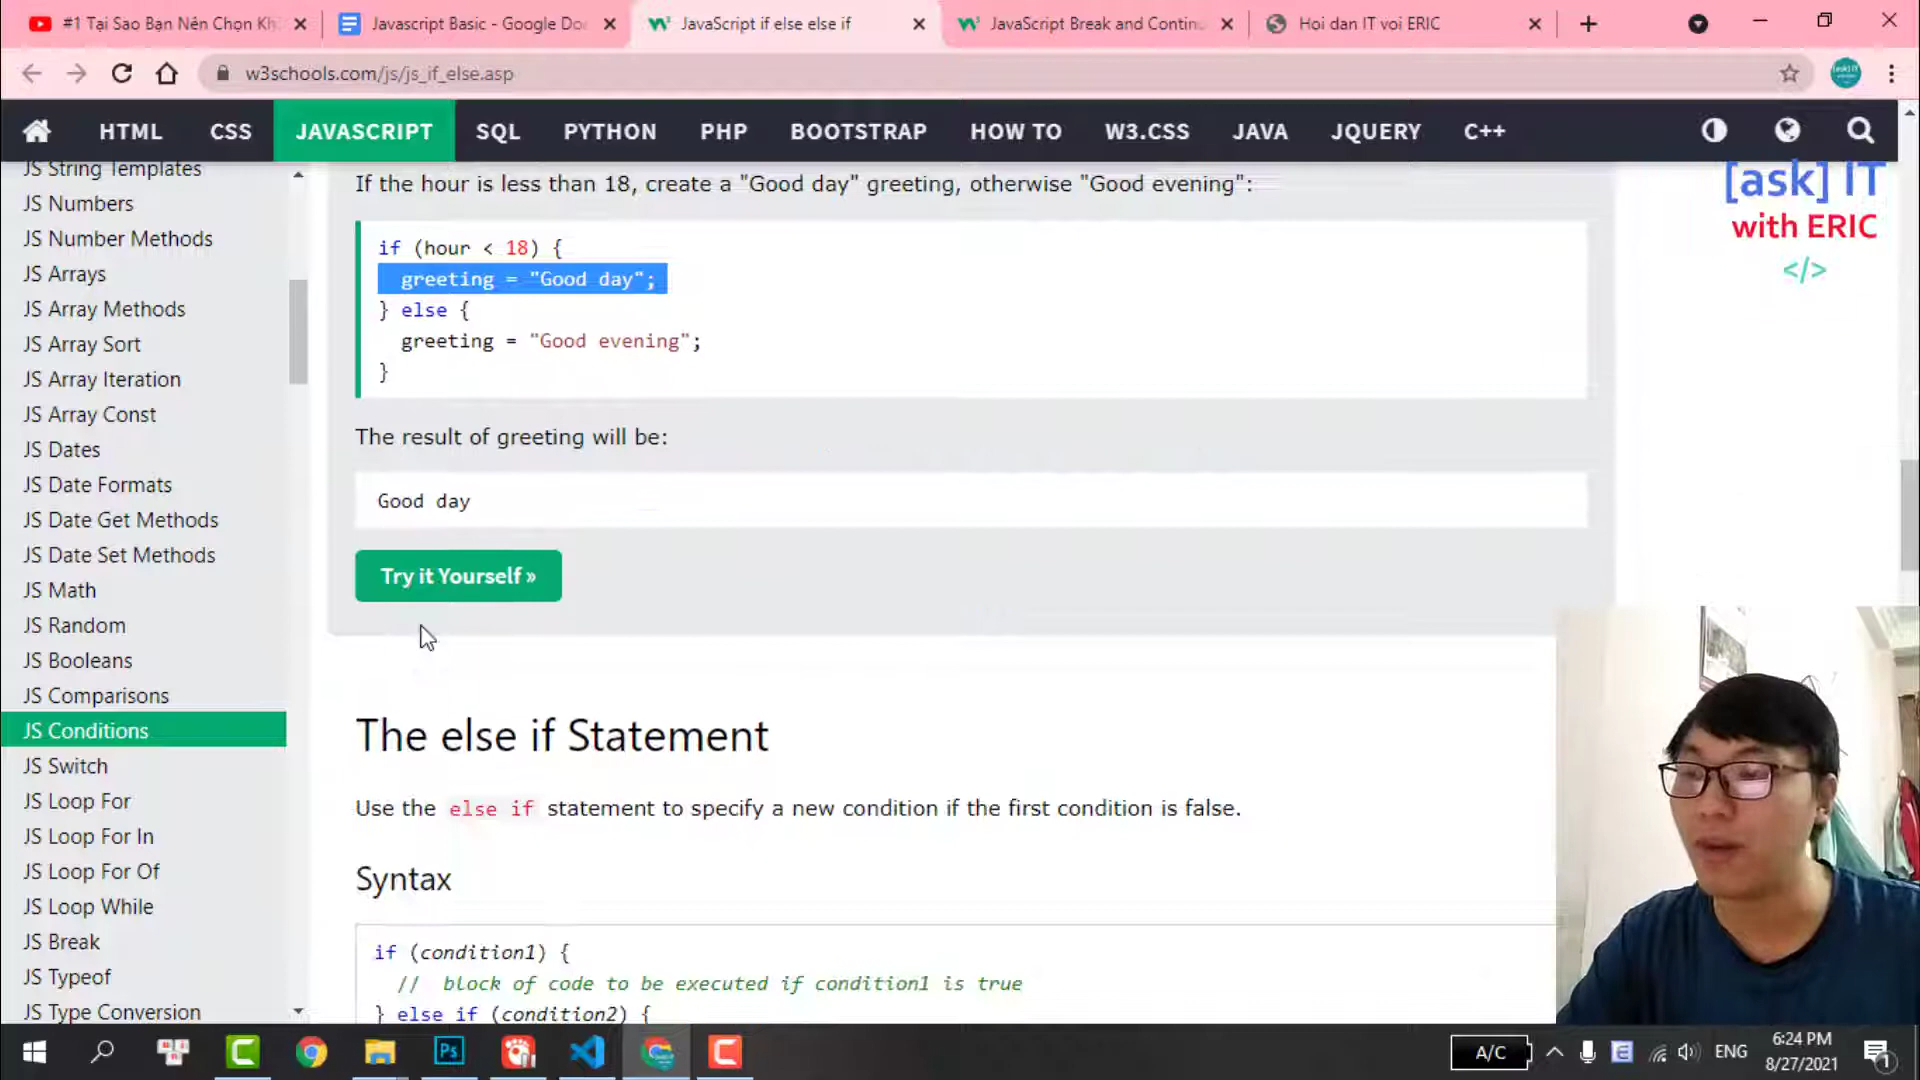 #1 Tại Sao Bạn Nên Chọn Kh
Javascript Basic - Google Do
JavaScript if else else if
JavaScript Break and Continu
Hoi dan IT voi ERIC
w3schools.com/js/js_if_else.asp
HTML
CSS
JAVASCRIPT
SQL
PYTHON
PHP
BOOTSTRAP
HOW TO
W3.CSS
JAVA
JQUERY
C++
JS String Templates
JS Numbers
JS Number Methods
JS Arrays
JS Array Methods
JS Array Sort
JS Array Iteration
JS Array Const
JS Dates
JS Date Formats
JS Date Get Methods
JS Date Set Methods
JS Math
JS Random
JS Booleans
JS Comparisons
JS Conditions
JS Switch
JS Loop For
JS Loop For In
JS Loop For Of
JS Loop While
JS Break
JS Typeof
JS Type Conversion
If the hour is less than 18, create a "Good day" greeting, otherwise "Good evening":
if (hour < 18) {
greeting = "Good day";
} else {
greeting = "Good evening";
}
The result of greeting will be:
Good day
Try it Yourself »
The else if Statement
Use the else if statement to specify a new condition if the first condition is false.
Syntax
if (condition1) {
// block of code to be executed if condition1 is true
} else if (condition2) {
[ask] IT
with ERIC
</>
A/C
ENG
6:24 PM
8/27/2021